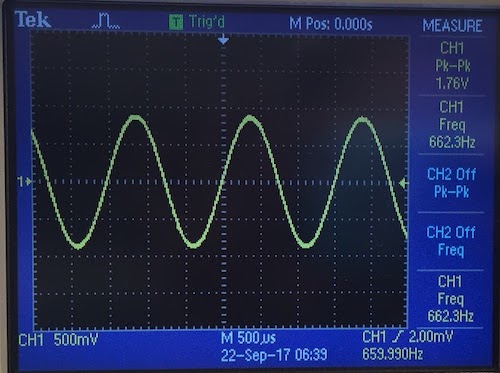 Tek
T Trig'd
M Pos: 0.000s
MEASURE
CH1
Pk-Pk
1.76V
CH1
Freq
662.3Hz
CH2 Off
Pk-Pk
CH2 Off
Freq
CH1
Freq
662.3Hz
1
CH1 500mV
M 500µs
CH1 / 2.00mV
22-Sep-17 06:39
659.990Hz